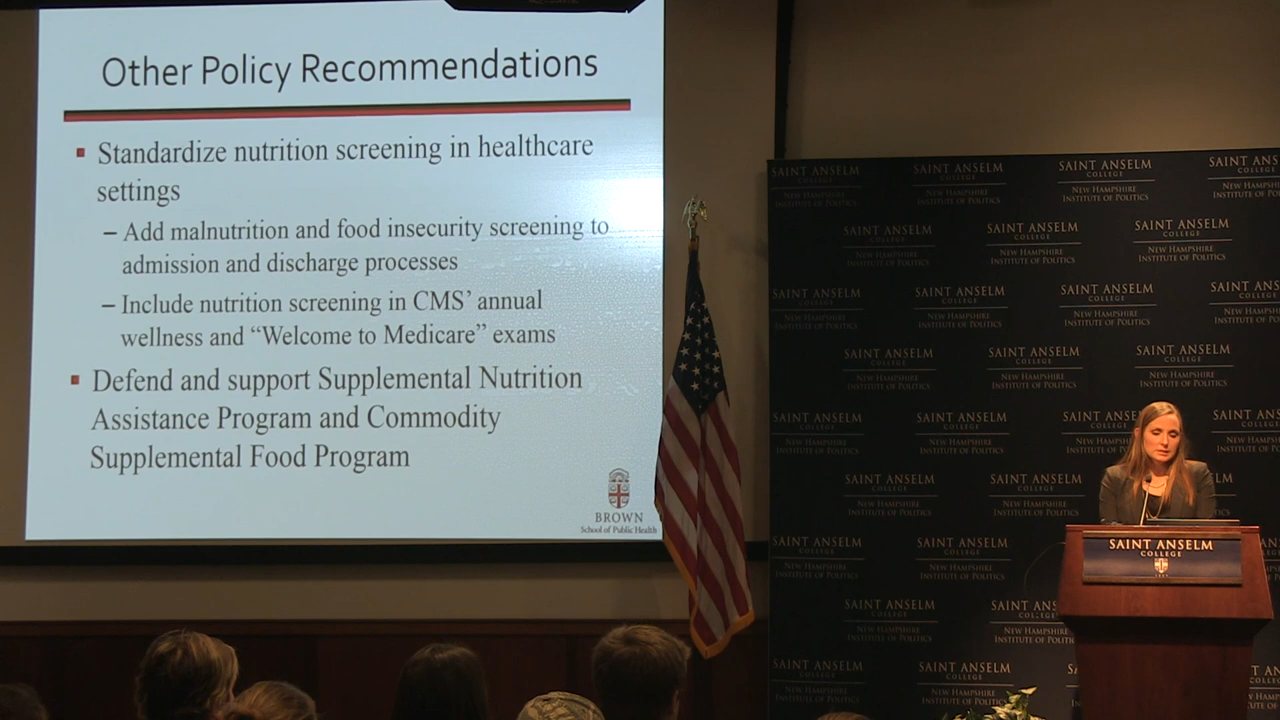 Other Policy Recommendations
Standardize nutrition screening in healthcare
settings
– Add malnutrition and food insecurity screening to
admission and discharge processes
– Include nutrition screening in CMS’ annual
wellness and “Welcome to Medicare” exams
Defend and support Supplemental Nutrition
Assistance Program and Commodity
Supplemental Food Program
BROWN
School of Public Health
SAINT ANSELM
COLLEGE
NEW HAMPSHIRE
INSTITUTE OF POLITICS
SAINT ANSELM
COLLEGE